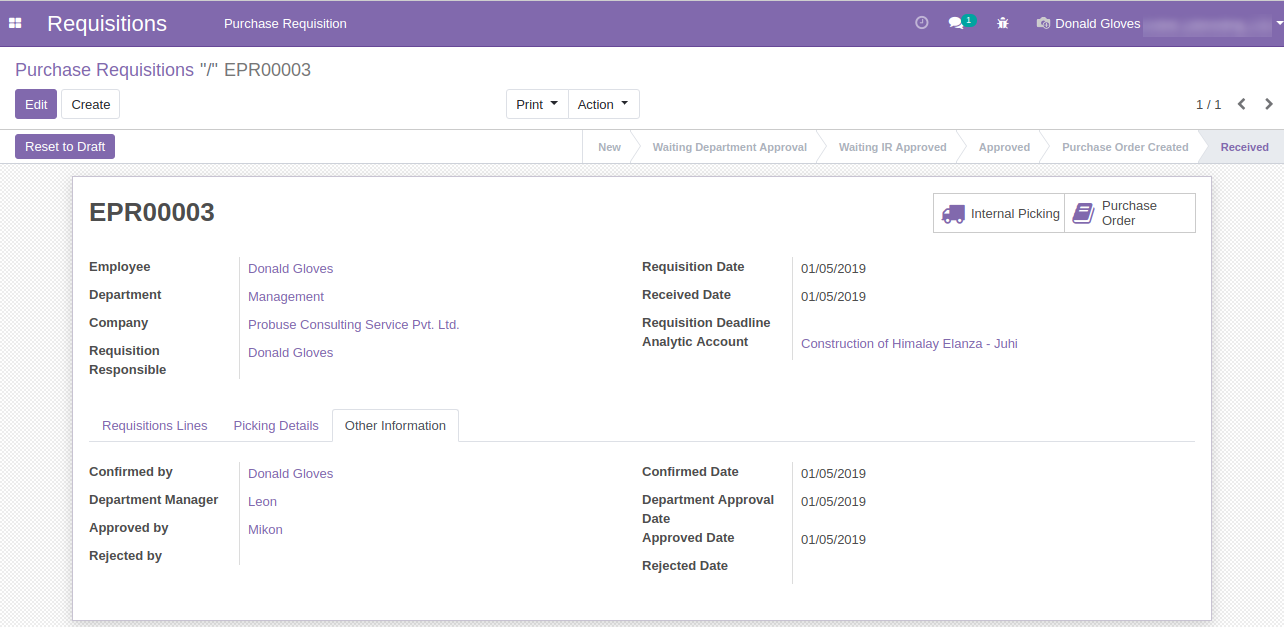 Requisitions Purchase Requisition 1 Donald Gloves
Purchase Requisitions "/" EPR00003
Edit Create Print Action 1 / 1
Reset to Draft New Waiting Department Approval Waiting IR Approved Approved Purchase Order Created Received
EPR00003
Internal Picking
Purchase
Order
Employee Donald Gloves
Department Management
Company Probuse Consulting Service Pvt. Ltd.
Requisition
Responsible
Donald Gloves
Requisition Date 01/05/2019
Received Date 01/05/2019
Requisition Deadline
Analytic Account Construction of Himalay Elanza - Juhi
Requisitions Lines Picking Details Other Information
Confirmed by Donald Gloves
Department Manager Leon
Approved by Mikon
Rejected by
Confirmed Date 01/05/2019
Department Approval
Date
01/05/2019
Approved Date 01/05/2019
Rejected Date